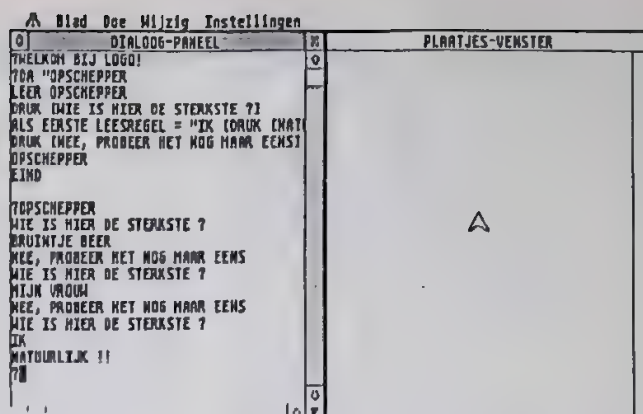 Blad Doe Wijzig Instellingen
DIALOOG-PANEEL
PLAATJES-VENSTER
?WELKOM BIJ LOGO!
?DA "OPSCHEPPER
LEER OPSCHEPPER
DRUK [WIE IS HIER DE STERKSTE ?]
ALS EERSTE LEESREGEL = "IK [DRUK [NAT
DRUK [NEE, PROBEER HET NOG MAAR EENS]
OPSCHEPPER
EIND
?OPSCHEPPER
WIE IS HIER DE STERKSTE ?
BRUINTJE BEER
NEE, PROBEER HET NOG MAAR EENS
WIE IS HIER DE STERKSTE ?
MIJN VROUW
NEE, PROBEER HET NOG MAAR EENS
WIE IS HIER DE STERKSTE ?
IK
NATUURLIJK !!
?